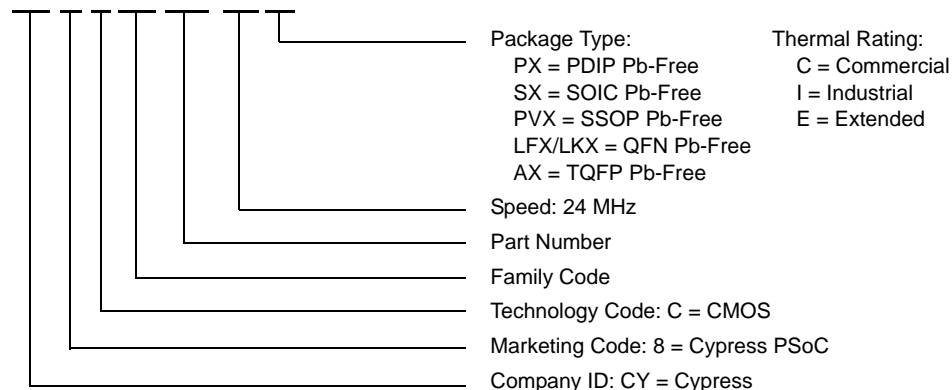 Package Type:
PX = PDIP Pb-Free
SX = SOIC Pb-Free
PVX = SSOP Pb-Free
LFX/LKX = QFN Pb-Free
AX = TQFP Pb-Free
Thermal Rating:
C = Commercial
I = Industrial
E = Extended
Speed: 24 MHz
Part Number
Family Code
Technology Code: C = CMOS
Marketing Code: 8 = Cypress PSoC
Company ID: CY = Cypress